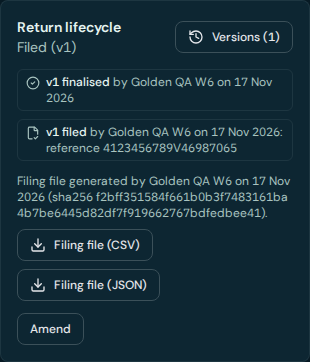 Return lifecycle
Filed (v1)
Versions (1)
v1 finalised by Golden QA W6 on 17 Nov
2026
v1 filed by Golden QA W6 on 17 Nov 2026:
reference 4123456789V46987065
Filing file generated by Golden QA W6 on 17 Nov
2026 (sha256 f2bff351584f661b0b3f7483161ba
4b7be6445d82df7f919662767bdfedbee41).
Filing file (CSV)
Filing file (JSON)
Amend